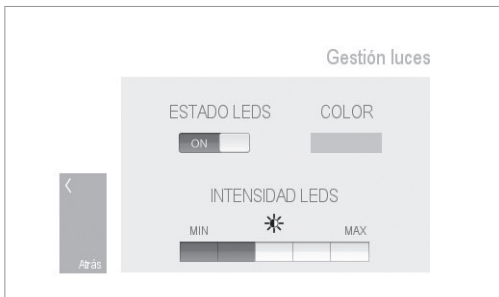 Gestión luces
ESTADO LEDS COLOR
ON
INTENSIDAD LEDS
MIN MAX
Atrás